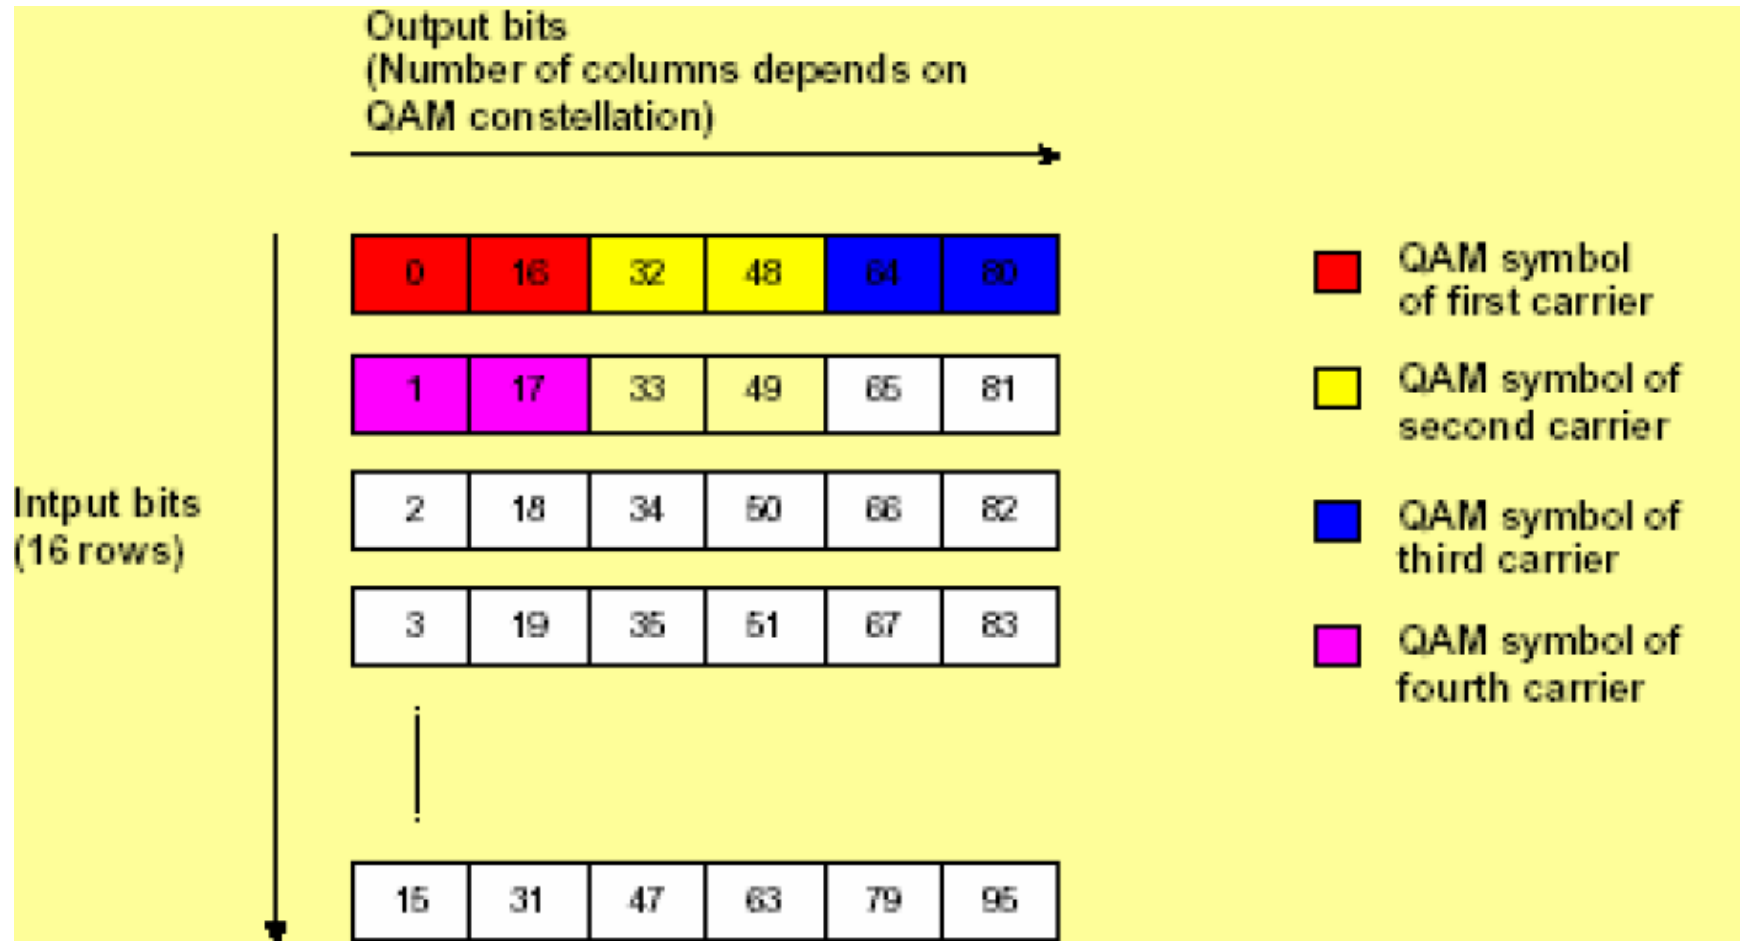 Output bits
(Number of columns depends on
QAM constellation)
0 16 32 48 64 80
1 17 33 49 65 81
2 18 34 50 66 82
3 19 35 51 67 83
15 31 47 63 79 95
Intput bits
(16 rows)
QAM symbol
of first carrier
QAM symbol of
second carrier
QAM symbol of
third carrier
QAM symbol of
fourth carrier